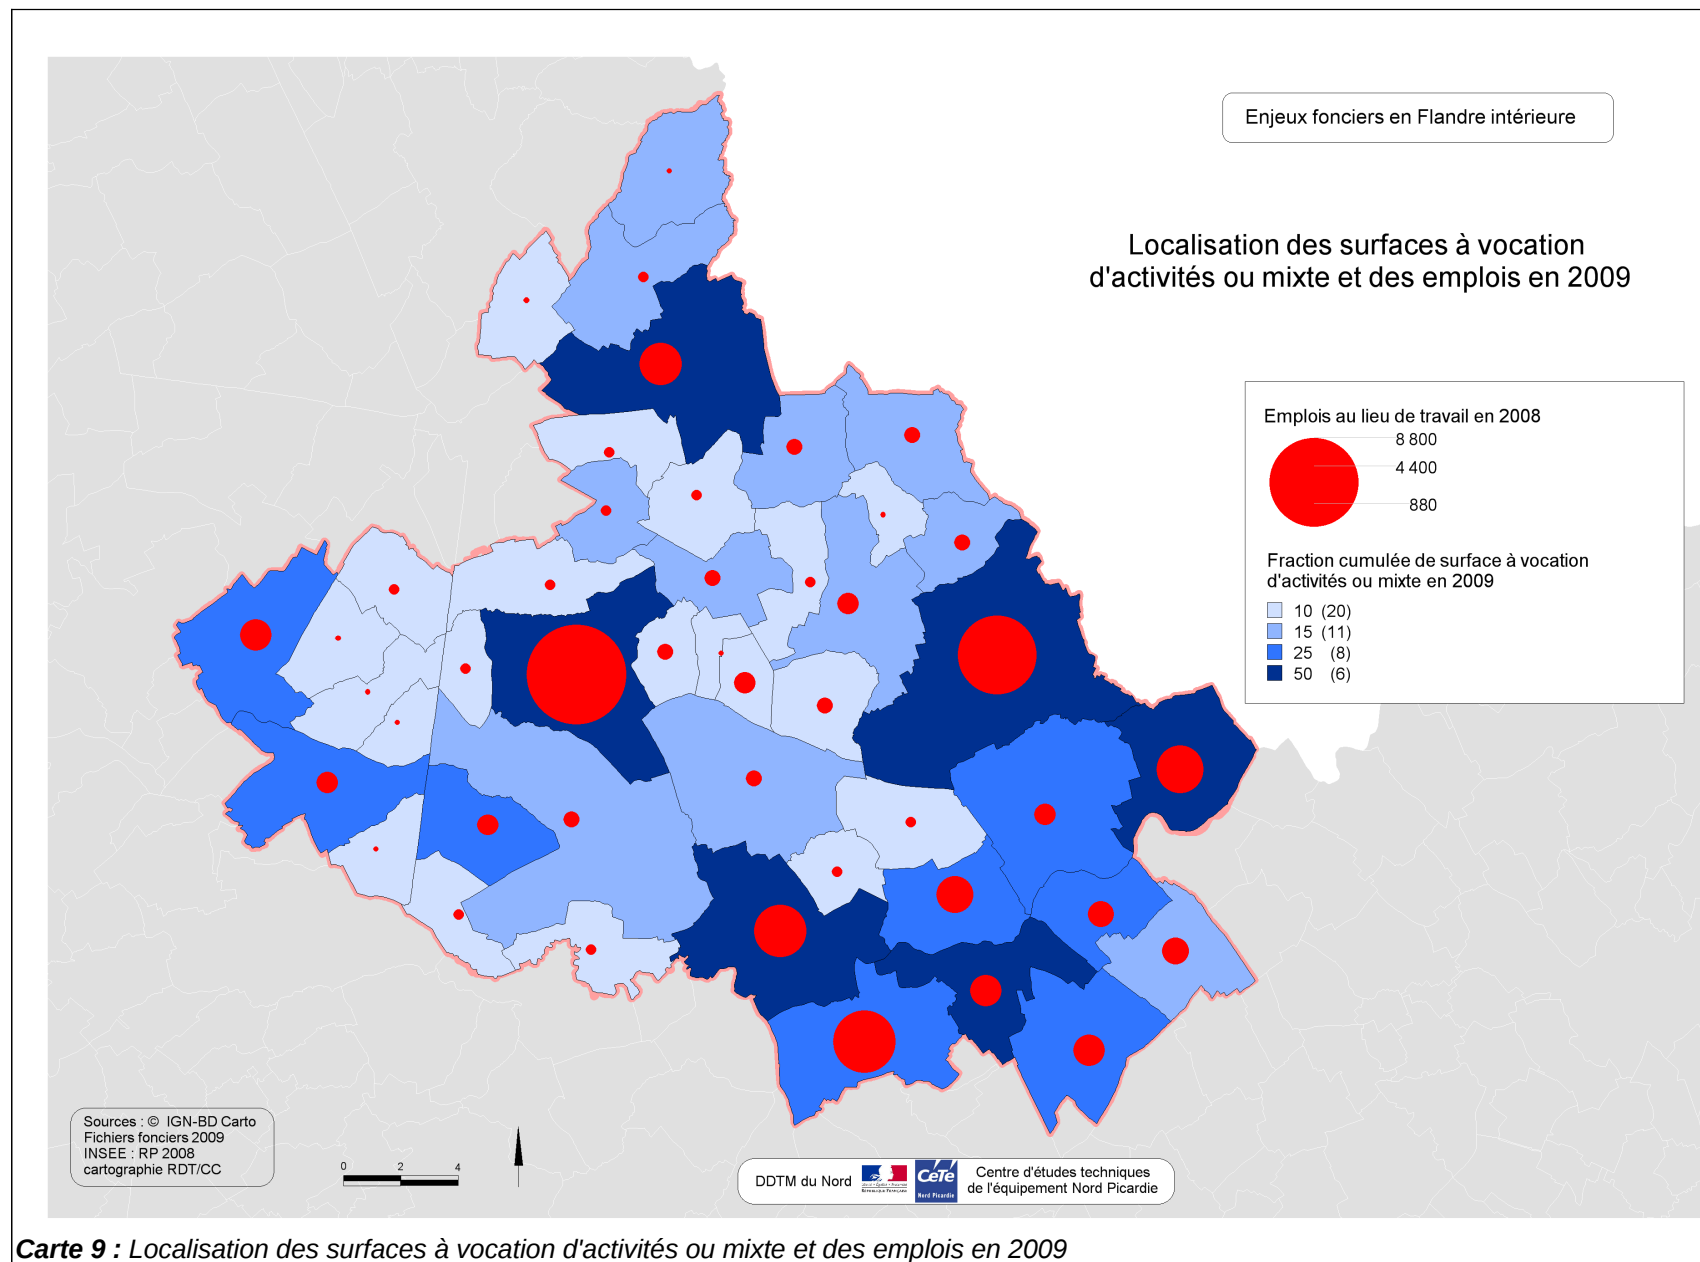 Enjeux fonciers en Flandre intérieure
Localisation des surfaces à vocation
d'activités ou mixte et des emplois en 2009
Emplois au lieu de travail en 2008
8 800
4 400
880
Fraction cumulée de surface à vocation
d'activités ou mixte en 2009
10 (20)
15 (11)
25 (8)
50 (6)
Sources : © IGN-BD Carto
Fichiers fonciers 2009
INSEE : RP 2008
cartographie RDT/CC
0 2 4
DDTM du Nord
RÉPUBLIQUE FRANÇAISE
CeTe
Nord Picardie
Centre d'études techniques
de l'équipement Nord Picardie
Carte 9 : Localisation des surfaces à vocation d'activités ou mixte et des emplois en 2009